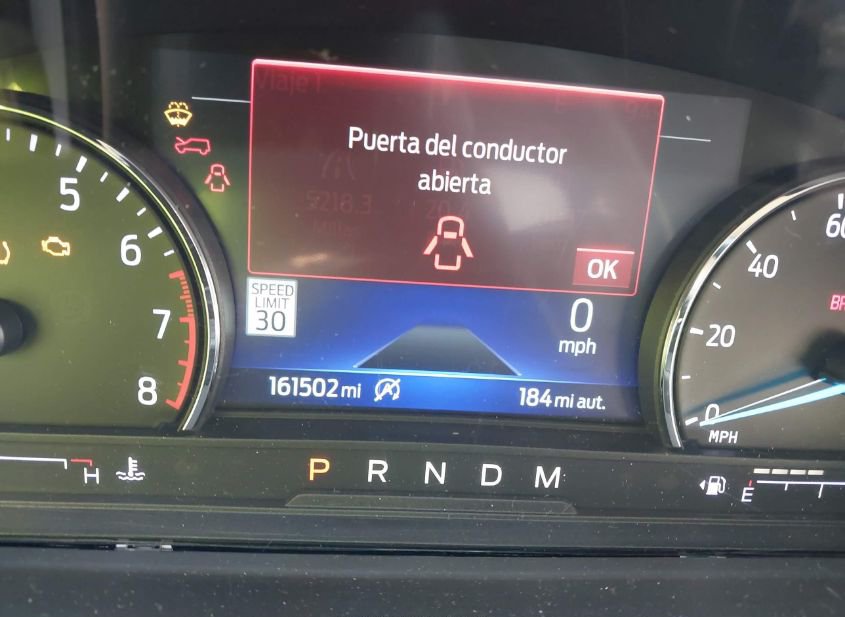 Viaje 1
Puerta del conductor
abierta
OK
SPEED
LIMIT
30
0
mph
161502 mi
184 mi aut.
5
6
7
8
60
40
20
0
MPH
H
P R N D M
E